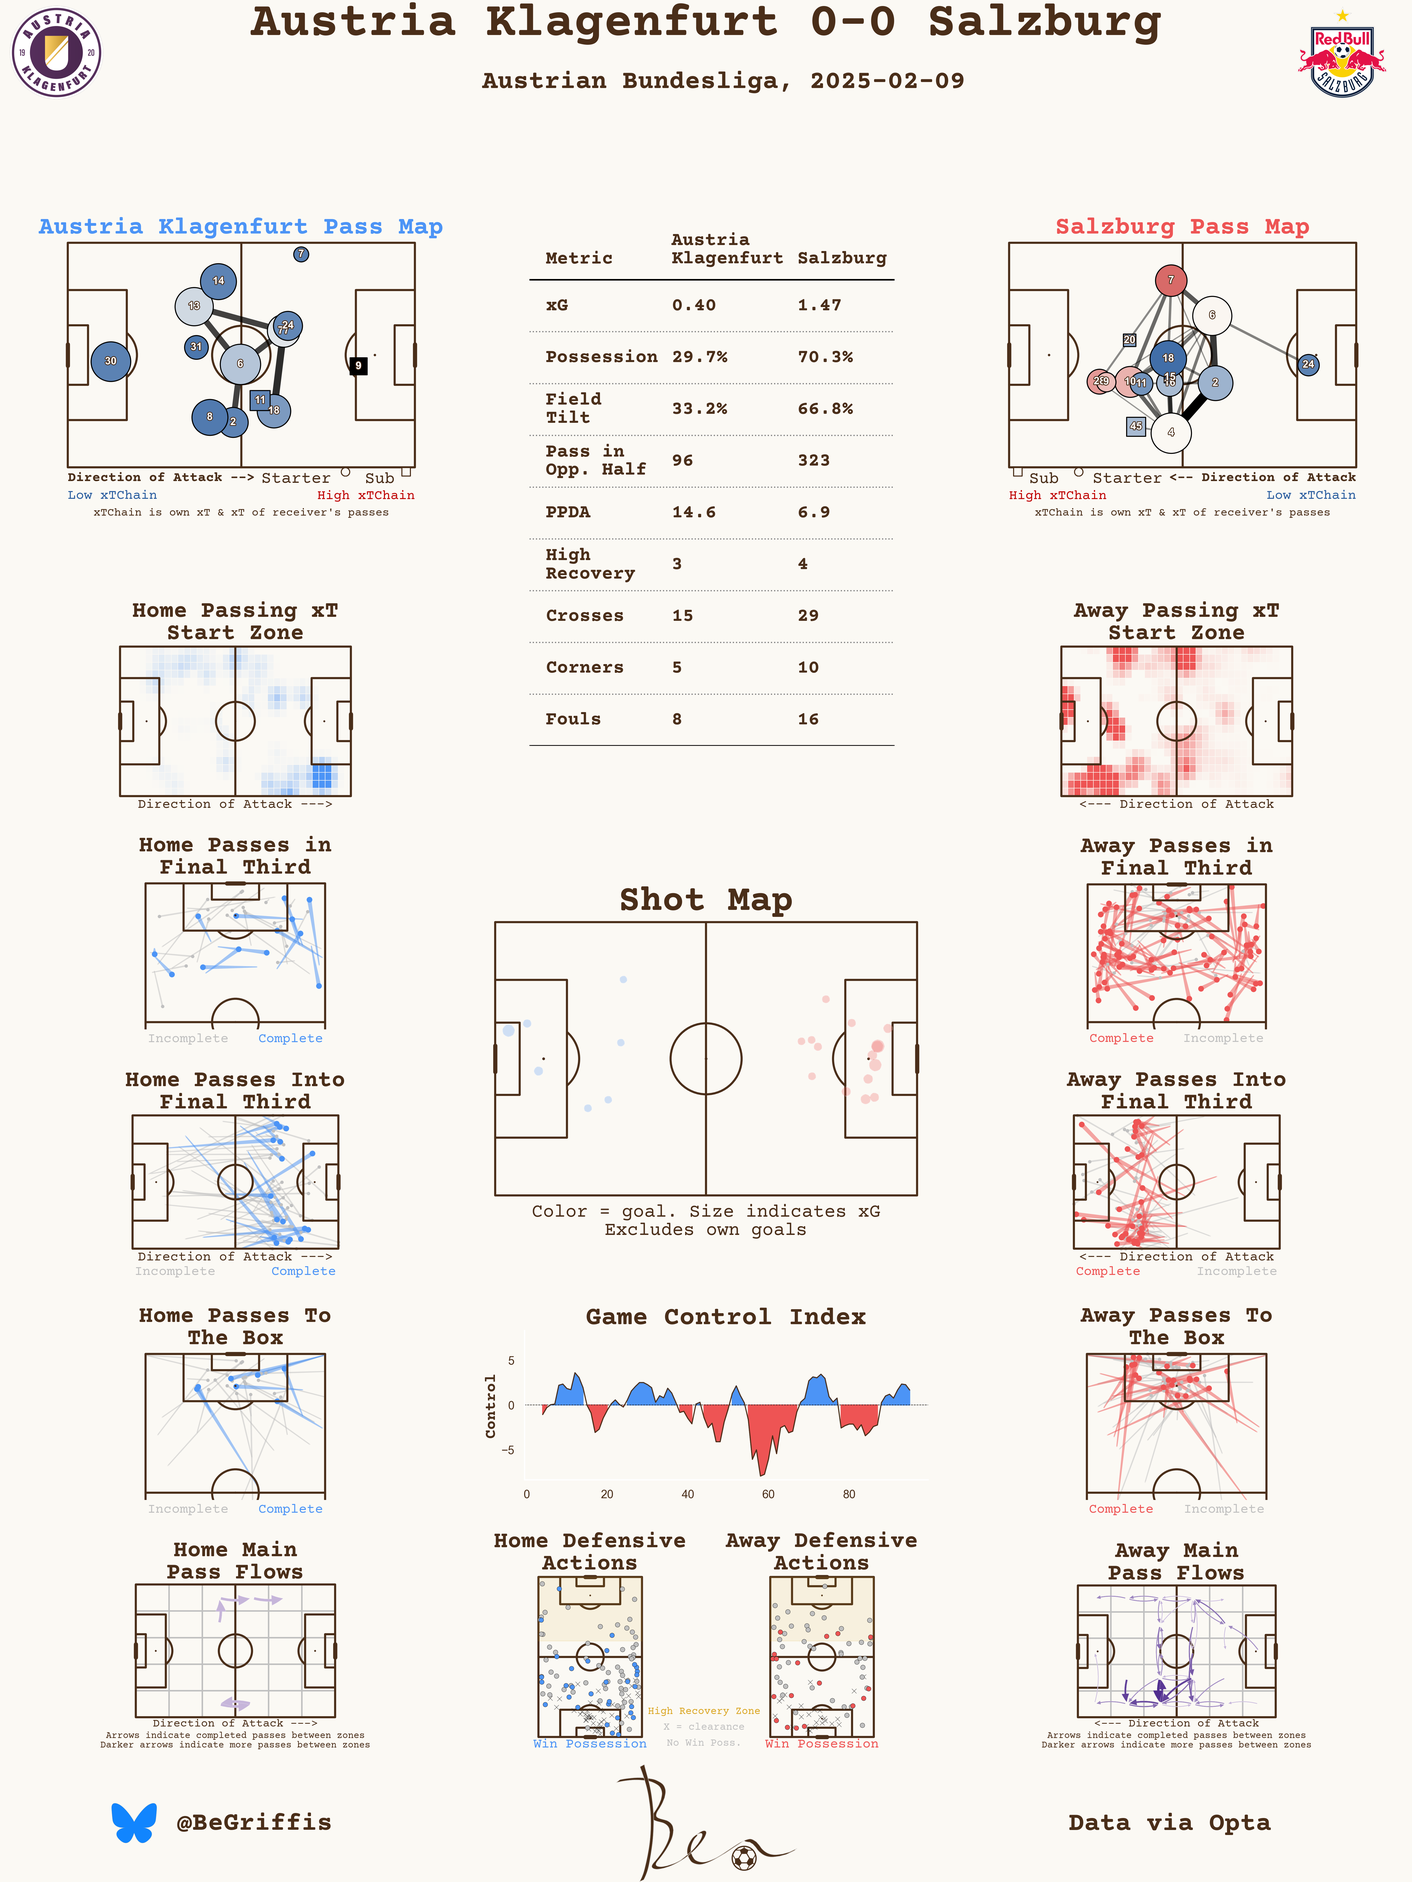 Austria Klagenfurt 0-0 Salzburg
Austrian Bundesliga, 2025-02-09
AUSTRIA
19 20
KLAGENFURT
Red Bull
SALZBURG
Austria Klagenfurt Pass Map
7
14
13
24
31
6
30
9
11
18
8
2
Direction of Attack --> Starter Sub
Low xTChain High xTChain
xTChain is own xT & xT of receiver's passes
Metric Austria Klagenfurt Salzburg
xG 0.40 1.47
Possession 29.7% 70.3%
Field Tilt 33.2% 66.8%
Pass in Opp. Half 96 323
PPDA 14.6 6.9
High Recovery 3 4
Crosses 15 29
Corners 5 10
Fouls 8 16
Salzburg Pass Map
7
6
20
18
24
15
10
11
16
2
45
4
Sub Starter <-- Direction of Attack
High xTChain Low xTChain
xTChain is own xT & xT of receiver's passes
Home Passing xT
Start Zone
Direction of Attack --->
Away Passing xT
Start Zone
<--- Direction of Attack
Home Passes in
Final Third
Incomplete Complete
Away Passes in
Final Third
Complete Incomplete
Shot Map
Color = goal. Size indicates xG
Excludes own goals
Home Passes Into
Final Third
Direction of Attack --->
Incomplete Complete
Away Passes Into
Final Third
<--- Direction of Attack
Complete Incomplete
Home Passes To
The Box
Incomplete Complete
Game Control Index
Control
5
0
−5
0 20 40 60 80
Away Passes To
The Box
Complete Incomplete
Home Main
Pass Flows
Direction of Attack --->
Arrows indicate completed passes between zones
Darker arrows indicate more passes between zones
Home Defensive
Actions
Win Possession
Away Defensive
Actions
Win Possession
High Recovery Zone
X = clearance
No Win Poss.
Away Main
Pass Flows
<--- Direction of Attack
Arrows indicate completed passes between zones
Darker arrows indicate more passes between zones
@BeGriffis
Ben
Data via Opta